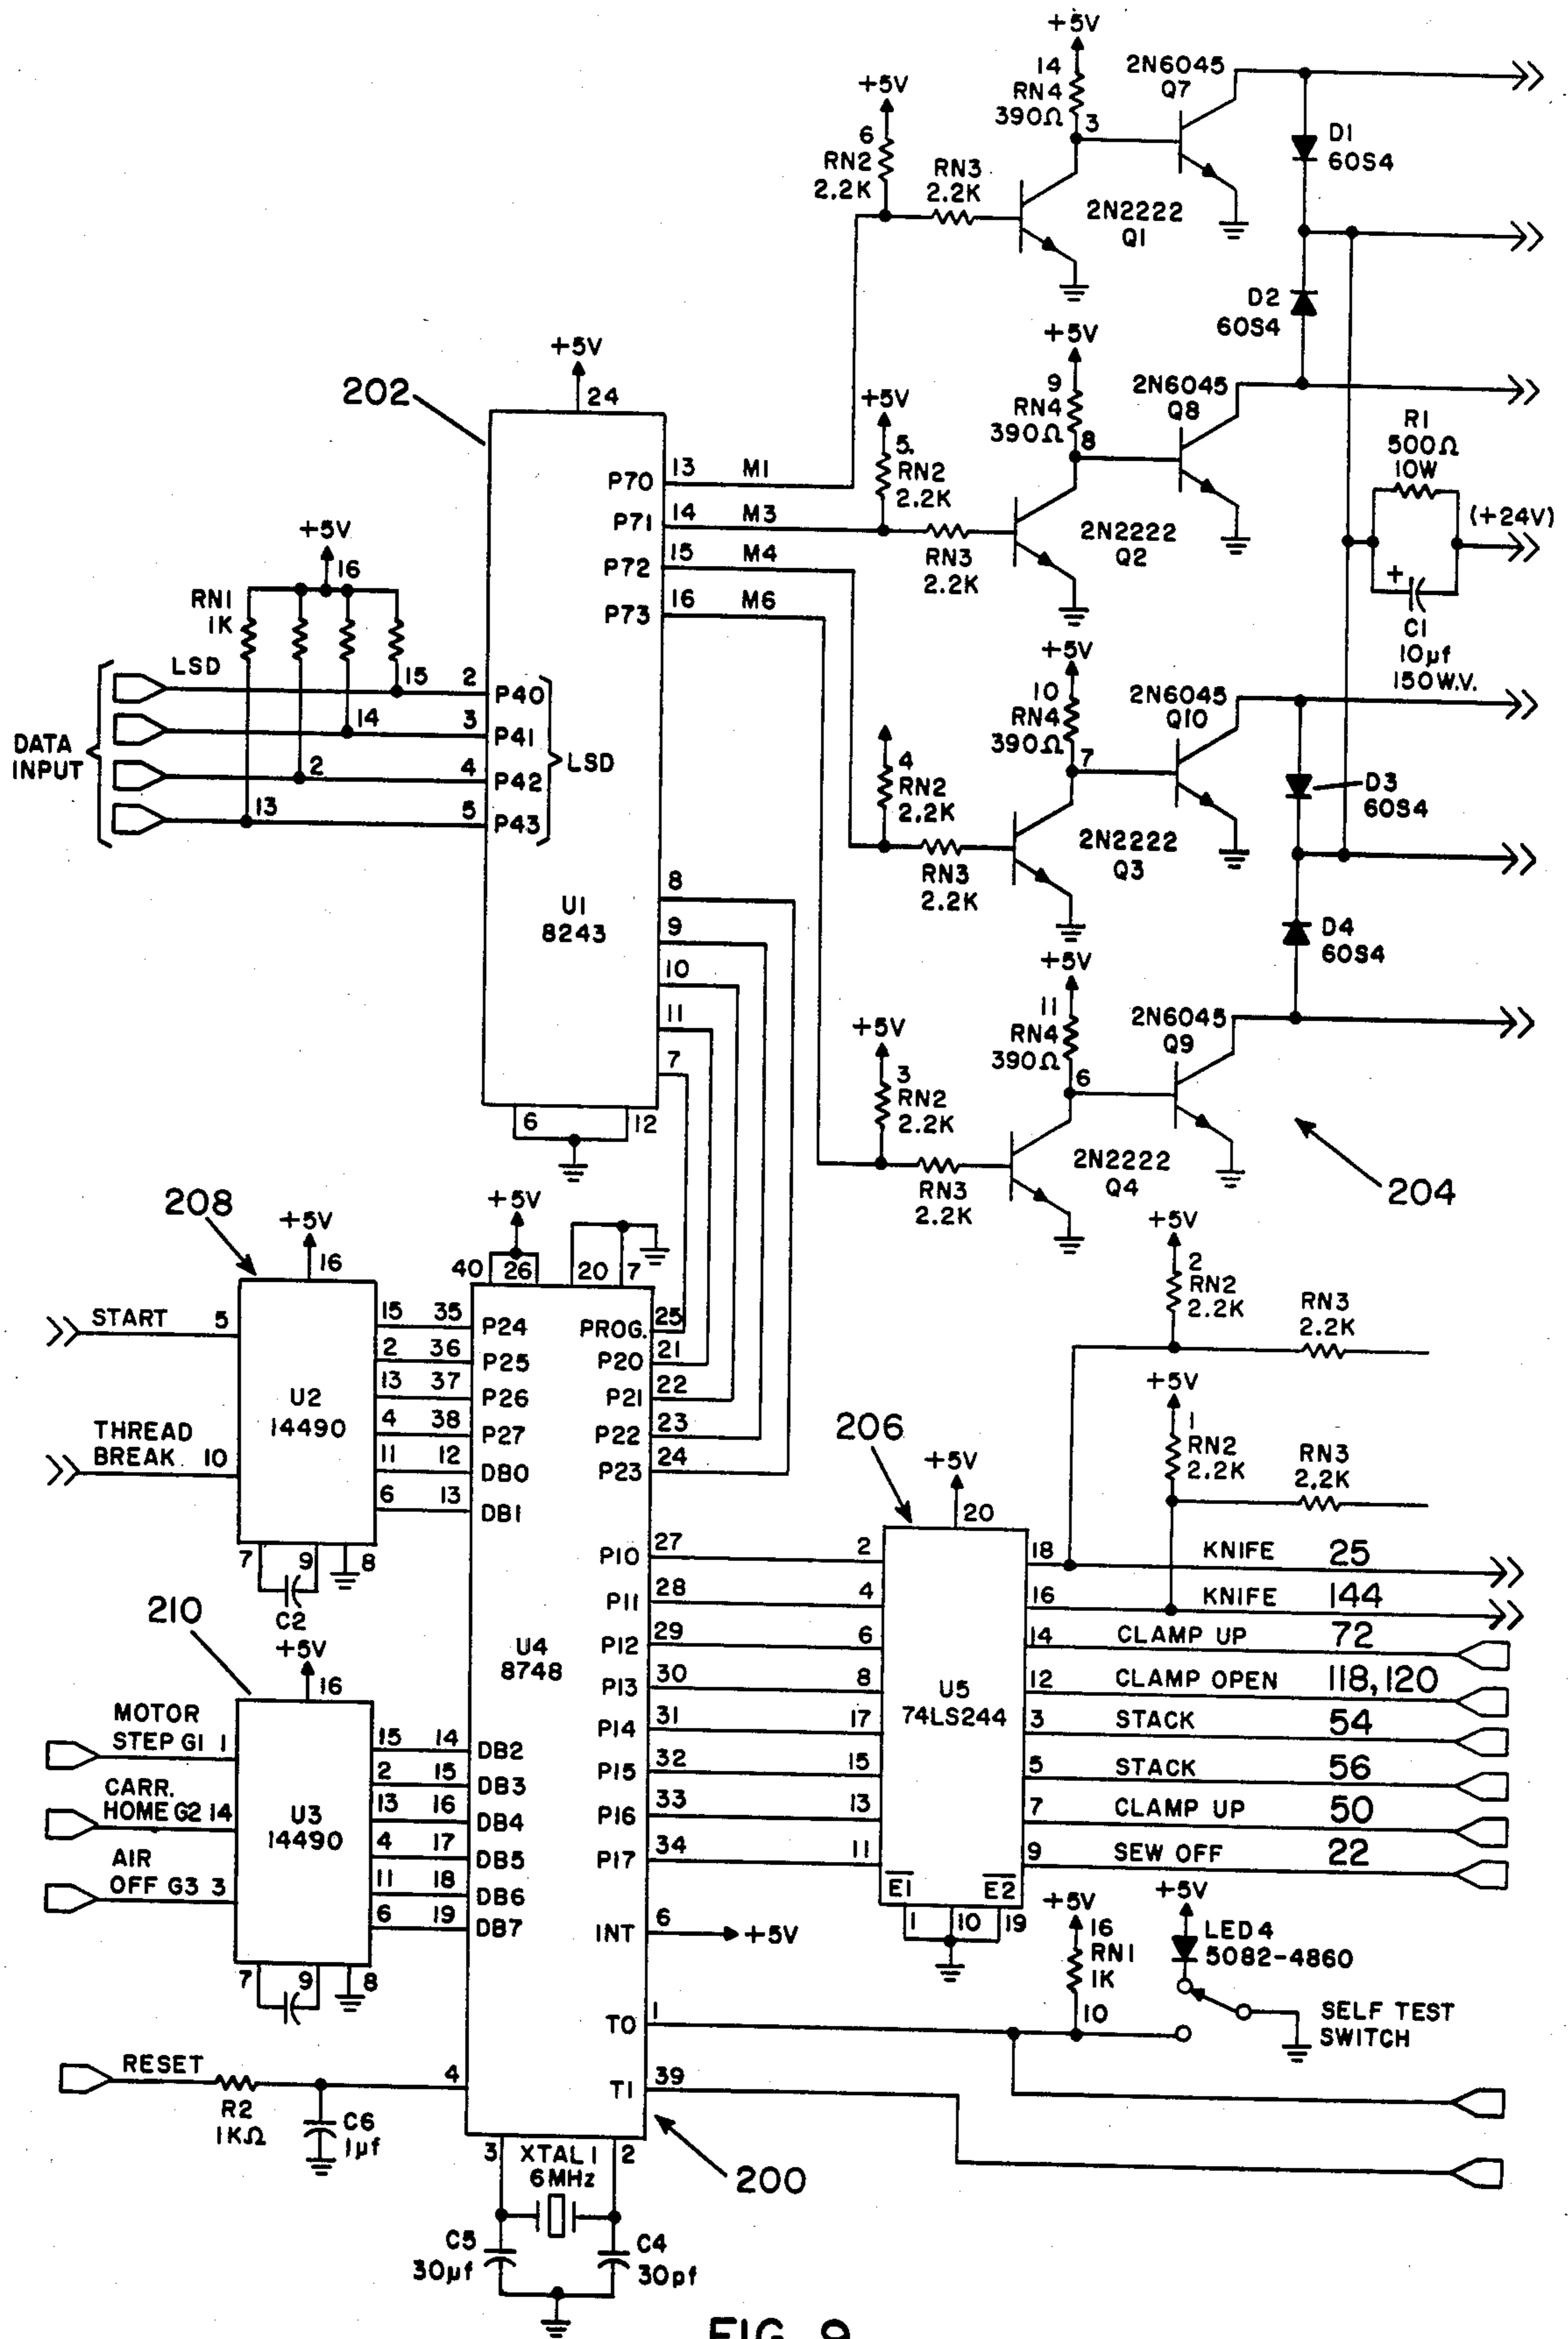 +5V
14
RN4
390Ω
3
2N6045
Q7
D1
60S4
+5V
6
RN2
2.2K
RN3
2.2K
2N2222
Q1
D2
60S4
+5V
24
202
+5V
9
RN4
390Ω
8
2N6045
Q8
+5V
5.
RN2
2.2K
RN3
2.2K
2N2222
Q2
R1
500Ω
10W
(+24V)
+
C1
10μf
150W.V.
P70
13
M1
P71
14
M3
P72
15
M4
P73
16
M6
+5V
16
RN1
1K
LSD
15
2
P40
14
3
P41
2
4
P42
13
5
P43
LSD
DATA
INPUT
+5V
10
RN4
390Ω
7
2N6045
Q10
4
RN2
2.2K
RN3
2.2K
2N2222
Q3
D3
60S4
D4
60S4
U1
8243
8
9
10
11
7
6
12
+5V
11
RN4
390Ω
6
2N6045
Q9
+5V
3
RN2
2.2K
RN3
2.2K
2N2222
Q4
204
208
+5V
16
START
5
THREAD
BREAK
10
U2
14490
15
35
P24
2
36
P25
13
37
P26
4
38
P27
11
12
DB0
6
13
DB1
7
9
8
C2
+5V
40
26
20
7
PROG.
25
P20
21
P21
22
P22
23
P23
24
+5V
2
RN2
2.2K
RN3
2.2K
+5V
1
RN2
2.2K
RN3
2.2K
206
+5V
20
P10
27
2
18
KNIFE
25
P11
28
4
16
KNIFE
144
P12
29
6
14
CLAMP UP
72
P13
30
8
12
CLAMP OPEN
118,120
P14
31
17
3
STACK
54
P15
32
15
5
STACK
56
P16
33
13
7
CLAMP UP
50
P17
34
11
9
SEW OFF
22
U4
8748
U5
74LS244
E1
E2
1
10
19
210
+5V
16
MOTOR
STEP G1 1
CARR.
HOME G2 14
AIR
OFF G3 3
U3
14490
15
14
DB2
2
15
DB3
13
16
DB4
4
17
DB5
11
18
DB6
6
19
DB7
7
9
8
INT
6
+5V
+5V
16
RN1
1K
10
+5V
LED4
5082-4860
SELF TEST
SWITCH
T0
1
T1
39
RESET
R2
1KΩ
C6
1μf
4
3
XTAL1
6MHz
2
200
C5
30μf
C4
30pf
FIG. 9